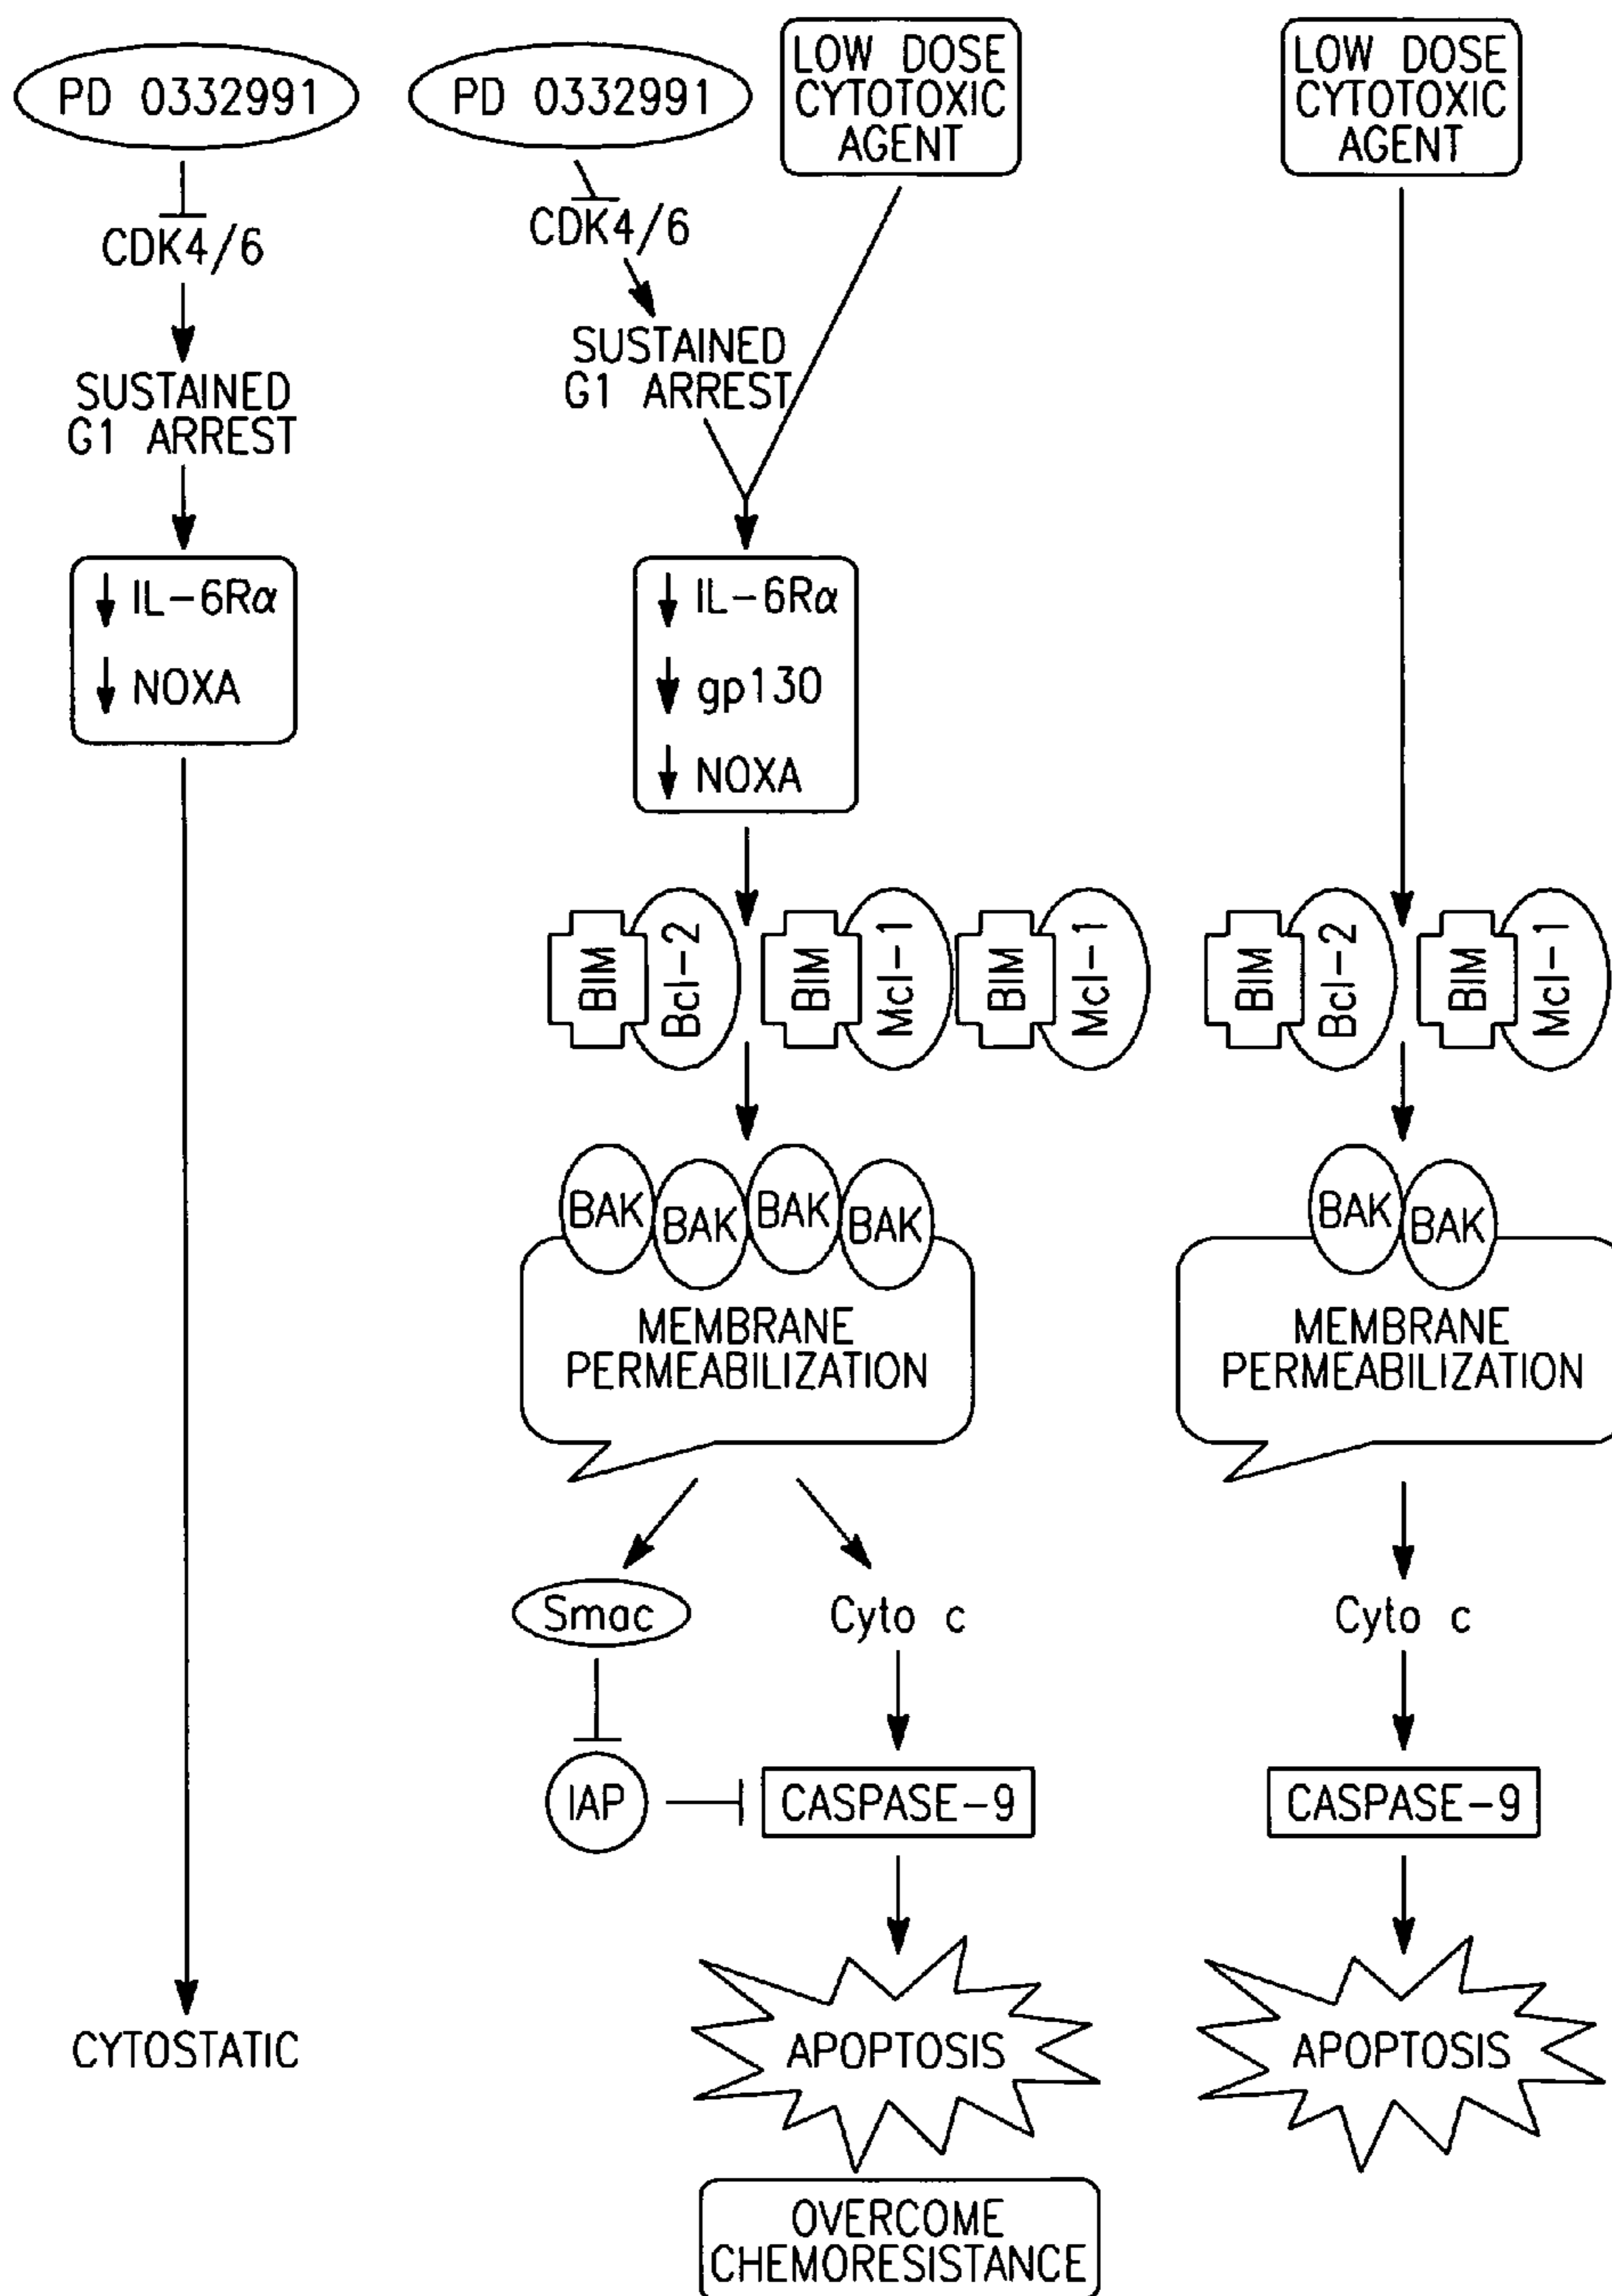 PD 0332991
CDK4/6
SUSTAINED
G1 ARREST
↓ IL-6Rα
↓ NOXA
CYTOSTATIC
PD 0332991
LOW DOSE
CYTOTOXIC
AGENT
CDK4/6
SUSTAINED
G1 ARREST
↓ IL-6Rα
↓ gp130
↓ NOXA
BIM
Bcl-2
BIM
Mcl-1
BIM
Mcl-1
BAK
BAK
BAK
BAK
MEMBRANE
PERMEABILIZATION
Smac
Cyto c
IAP
CASPASE-9
APOPTOSIS
OVERCOME
CHEMORESISTANCE
LOW DOSE
CYTOTOXIC
AGENT
BIM
Bcl-2
BIM
Mcl-1
BAK
BAK
MEMBRANE
PERMEABILIZATION
Cyto c
CASPASE-9
APOPTOSIS